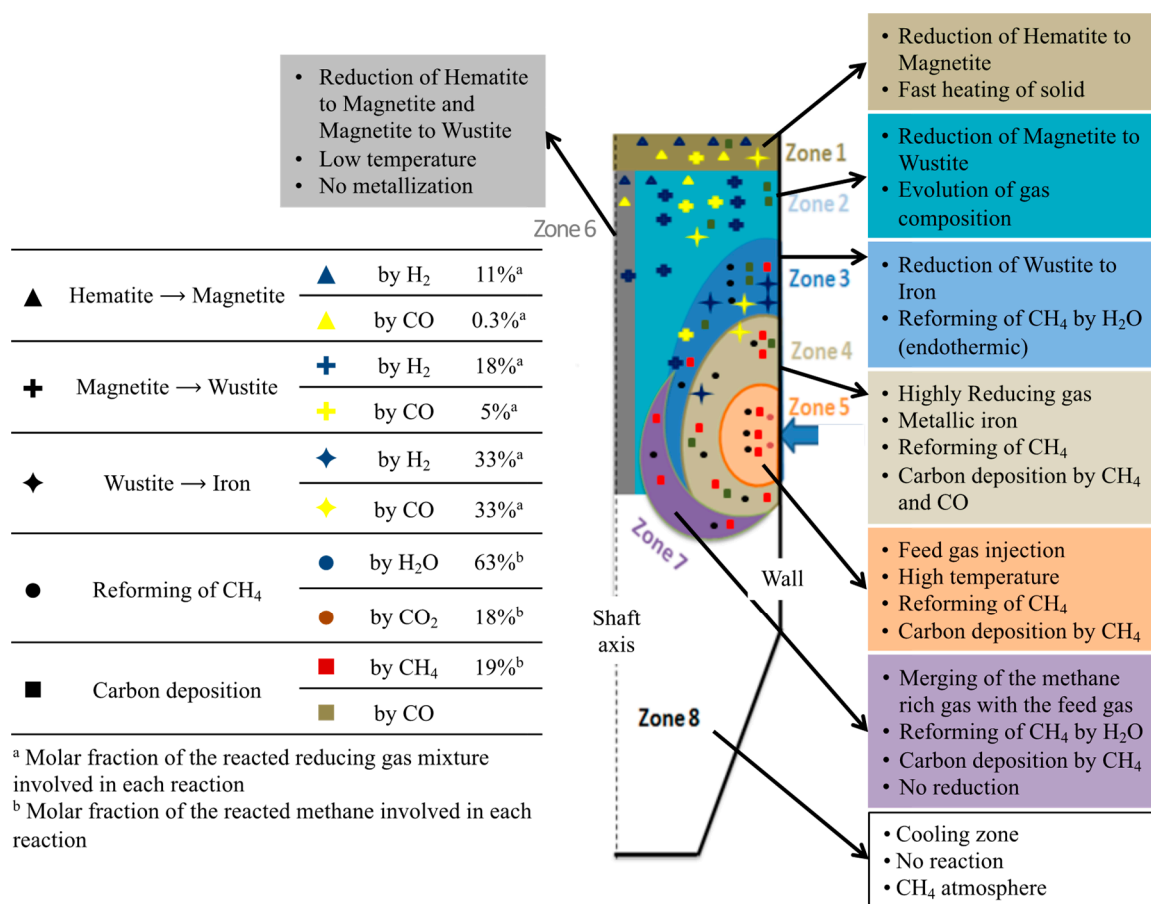 • Reduction of Hematite
to Magnetite and
Magnetite to Wustite
• Low temperature
• No metallization
Zone 6
Hematite → Magnetite
by H₂ 11%ᵃ
by CO 0.3%ᵃ
Magnetite → Wustite
by H₂ 18%ᵃ
by CO 5%ᵃ
Wustite → Iron
by H₂ 33%ᵃ
by CO 33%ᵃ
Reforming of CH₄
by H₂O 63%ᵇ
by CO₂ 18%ᵇ
Carbon deposition
by CH₄ 19%ᵇ
by CO
ᵃ Molar fraction of the reacted reducing gas mixture
involved in each reaction
ᵇ Molar fraction of the reacted methane involved in each
reaction
Zone 1
Zone 2
Zone 3
Zone 4
Zone 5
Zone 7
Wall
Shaft
axis
Zone 8
• Reduction of Hematite to
Magnetite
• Fast heating of solid
• Reduction of Magnetite to
Wustite
• Evolution of gas
composition
• Reduction of Wustite to
Iron
• Reforming of CH₄ by H₂O
(endothermic)
• Highly Reducing gas
• Metallic iron
• Reforming of CH₄
• Carbon deposition by CH₄
and CO
• Feed gas injection
• High temperature
• Reforming of CH₄
• Carbon deposition by CH₄
• Merging of the methane
rich gas with the feed gas
• Reforming of CH₄ by H₂O
• Carbon deposition by CH₄
• No reduction
• Cooling zone
• No reaction
• CH₄ atmosphere